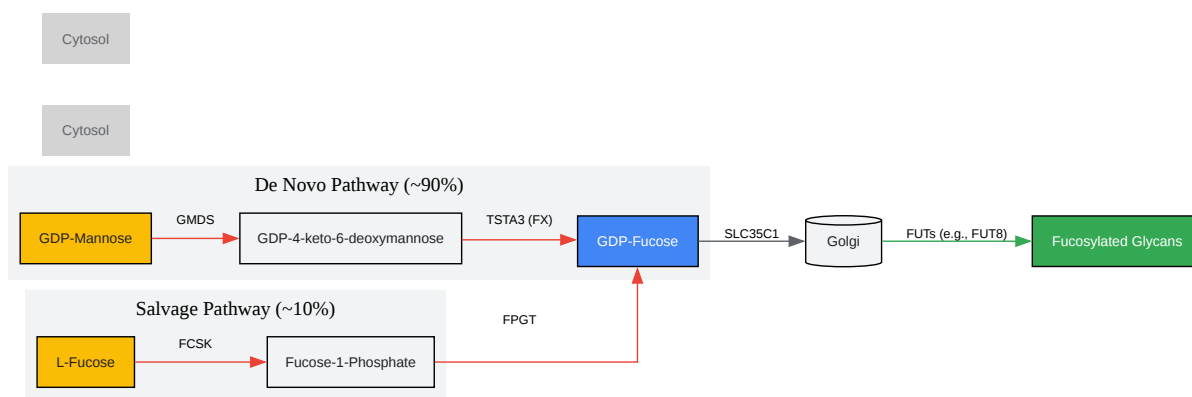 Cytosol
Cytosol
De Novo Pathway (~90%)
GDP-Mannose
GMDS
GDP-4-keto-6-deoxymannose
TSTA3 (FX)
GDP-Fucose
SLC35C1
Golgi
FUTs (e.g., FUT8)
Fucosylated Glycans
Salvage Pathway (~10%)
L-Fucose
FCSK
Fucose-1-Phosphate
FPGT